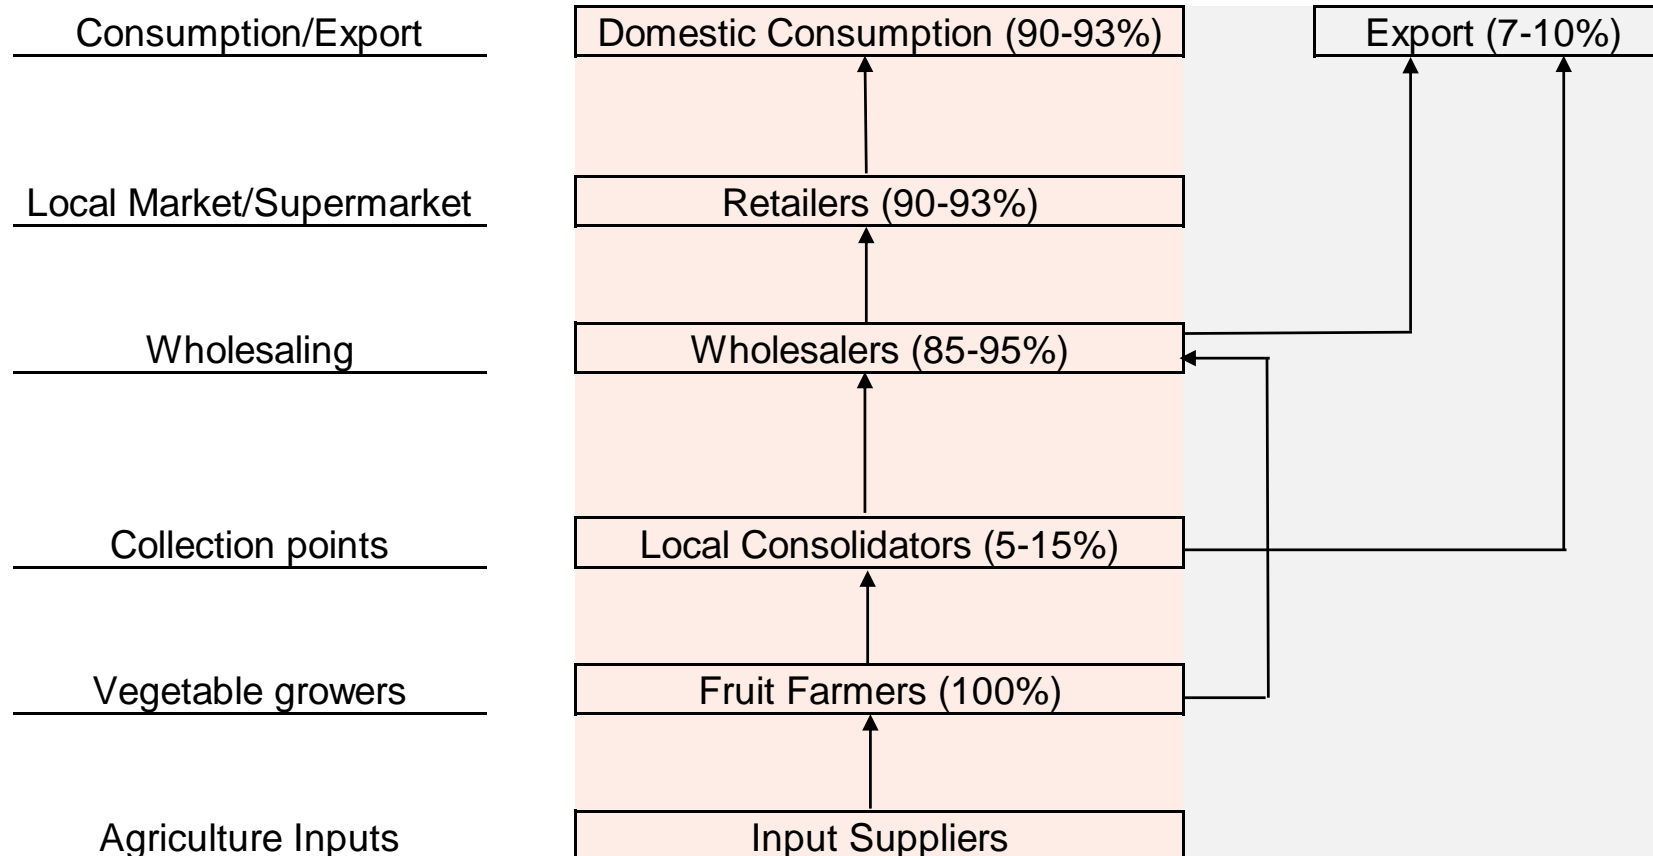 Consumption/Export
Domestic Consumption (90-93%)
Export (7-10%)
Local Market/Supermarket
Retailers (90-93%)
Wholesaling
Wholesalers (85-95%)
Collection points
Local Consolidators (5-15%)
Vegetable growers
Fruit Farmers (100%)
Agriculture Inputs
Input Suppliers